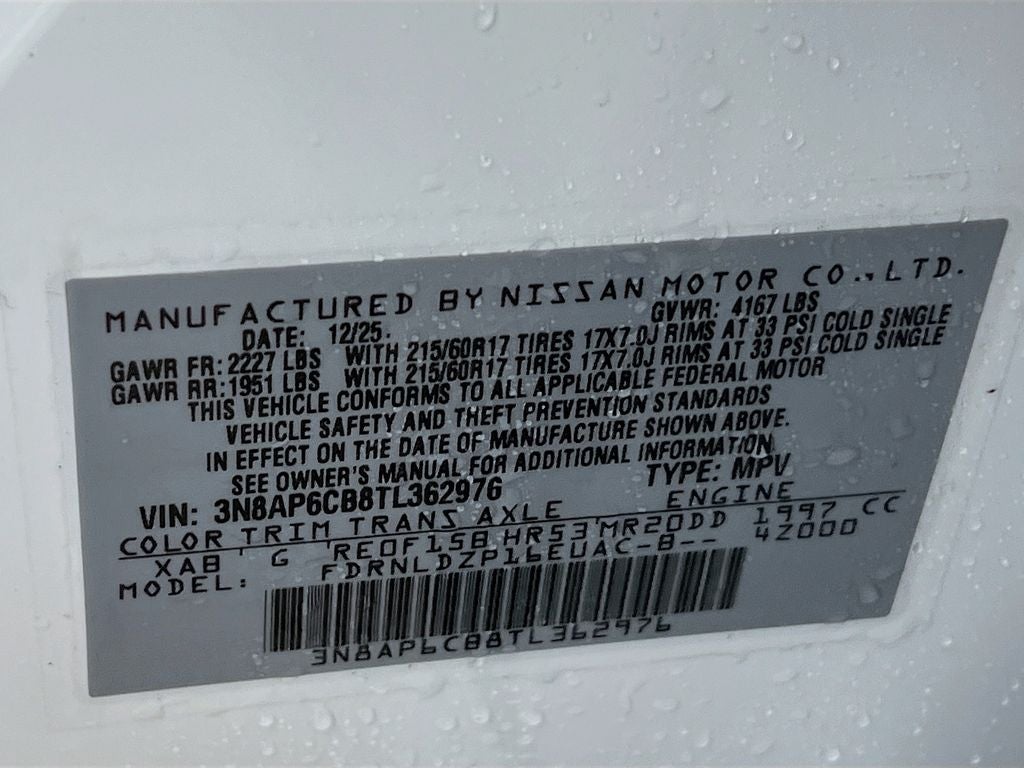 MANUFACTURED BY NISSAN MOTOR CO.,LTD.
DATE: 12/25. GVWR: 4167 LBS
GAWR FR: 2227 LBS WITH 215/60R17 TIRES 17X7.0J RIMS AT 33 PSI COLD SINGLE
GAWR RR: 1951 LBS WITH 215/60R17 TIRES 17X7.0J RIMS AT 33 PSI COLD SINGLE
THIS VEHICLE CONFORMS TO ALL APPLICABLE FEDERAL MOTOR
VEHICLE SAFETY AND THEFT PREVENTION STANDARDS
IN EFFECT ON THE DATE OF MANUFACTURE SHOWN ABOVE.
SEE OWNER'S MANUAL FOR ADDITIONAL INFORMATION
VIN: 3N8AP6CB8TL362976 TYPE: MPV
COLOR TRIM TRANS AXLE ENGINE
XAB G RE0F15B HR53 MR20DD 1997 CC
MODEL: FDRNLDZP16EUAC-B-- 4Z000
3N8AP6CB8TL362976